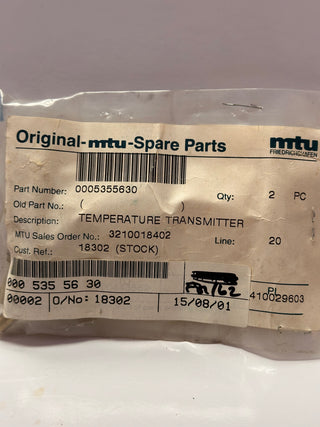 Original-mtu-Spare Parts
mtu
FRIEDRICHSHAFEN
Part Number: 0005355630 Qty: 2 PC
Old Part No.: ( )
Description: TEMPERATURE TRANSMITTER
MTU Sales Order No.: 3210018402 Line: 20
Cust. Ref.: 18302 (STOCK)
000 535 56 30
PI
410029603
00002 O/No: 18302 15/08/01